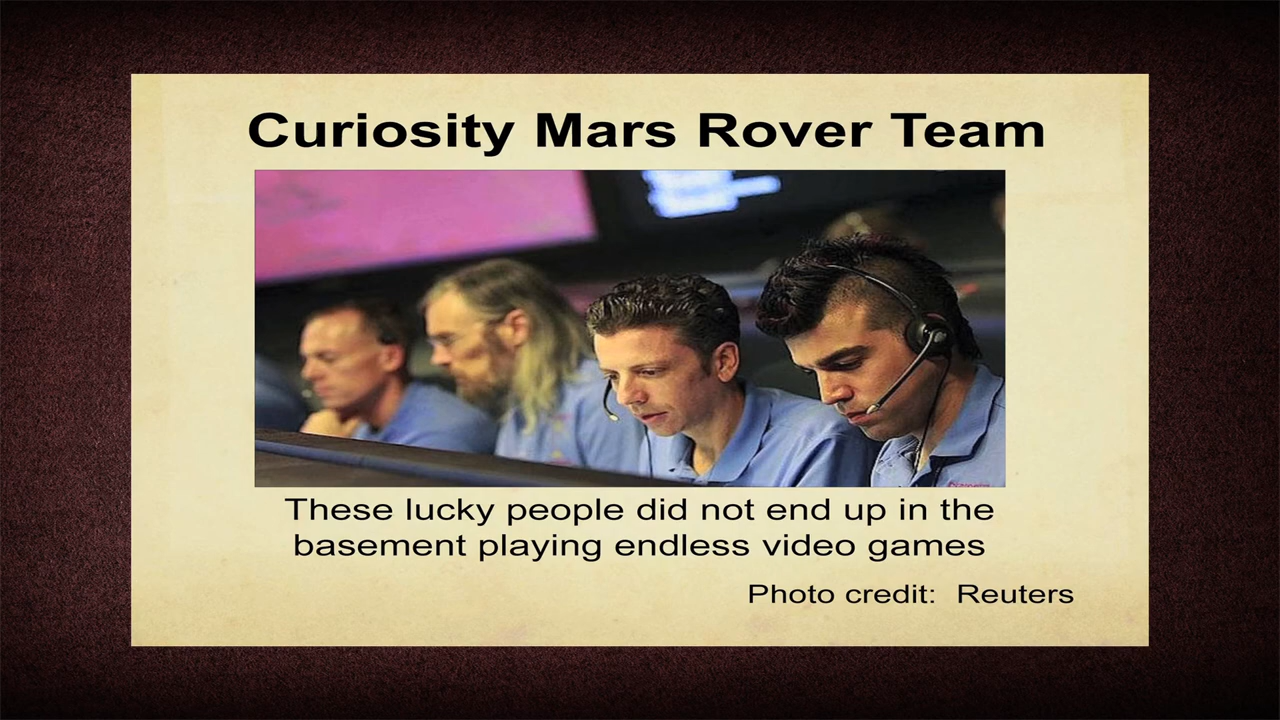 Curiosity Mars Rover Team
These lucky people did not end up in the
basement playing endless video games
Photo credit:  Reuters